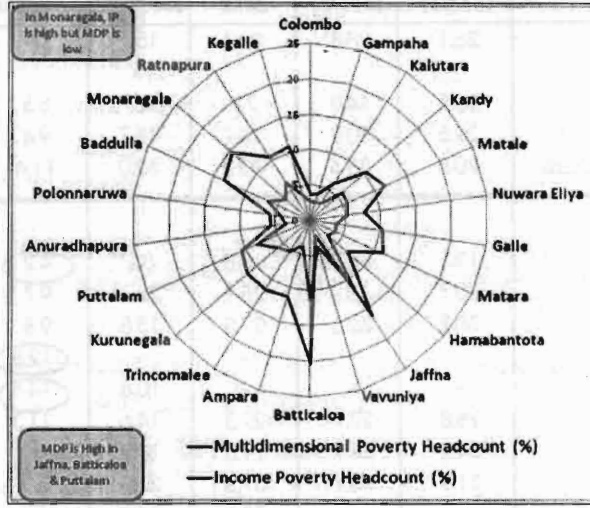 In Monaragala, IP
is high but MDP is
low
Colombo
Gampaha
Kalutara
Kandy
Matale
Nuwara Eliya
Galle
Matara
Hamabantota
Jaffna
Vavuniya
Batticaloa
Ampara
Trincomalee
Kurunegala
Puttalam
Anuradhapura
Polonnaruwa
Baddulla
Monaragala
Ratnapura
Kegalle
25
20
15
10
5
0
MDP is High in
Jaffna, Batticaloa
& Puttalam
Multidimensional Poverty Headcount (%)
Income Poverty Headcount (%)